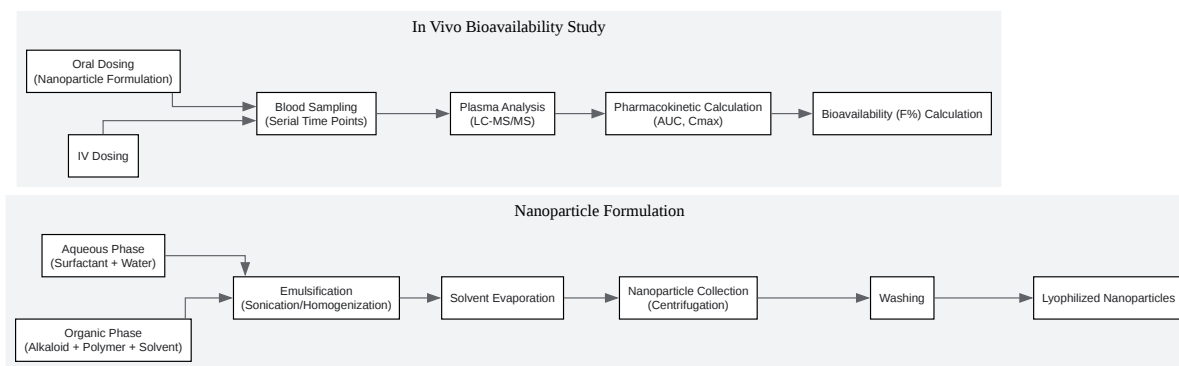 In Vivo Bioavailability Study
Oral Dosing
(Nanoparticle Formulation)
Blood Sampling
(Serial Time Points)
Plasma Analysis
(LC-MS/MS)
Pharmacokinetic Calculation
(AUC, Cmax)
Bioavailability (F%) Calculation
IV Dosing
Nanoparticle Formulation
Aqueous Phase
(Surfactant + Water)
Emulsification
(Sonication/Homogenization)
Solvent Evaporation
Nanoparticle Collection
(Centrifugation)
Washing
Lyophilized Nanoparticles
Organic Phase
(Alkaloid + Polymer + Solvent)